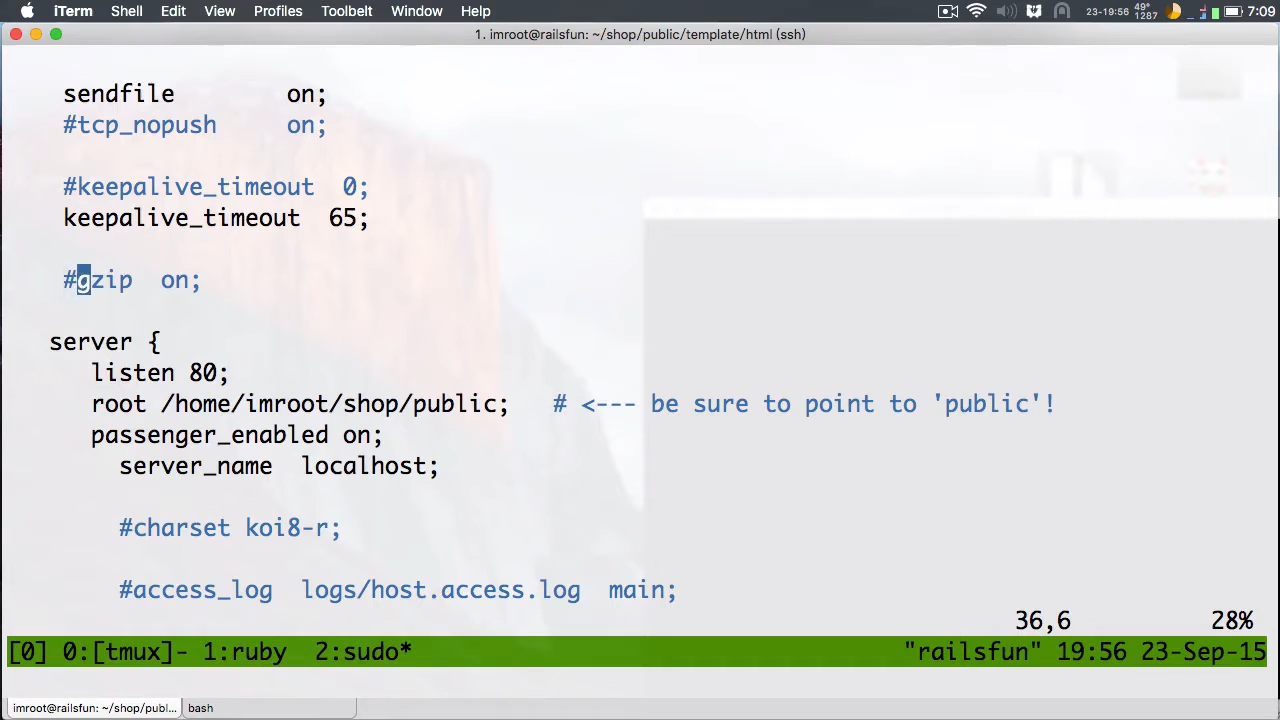 iTerm Shell Edit View Profiles Toolbelt Window Help 23-19:56 49° 1287 7:09
1. imroot@railsfun: ~/shop/public/template/html (ssh)
sendfile on;
#tcp_nopush on;
#keepalive_timeout 0;
keepalive_timeout 65;
#gzip on;
server {
listen 80;
root /home/imroot/shop/public; # <--- be sure to point to 'public'!
passenger_enabled on;
server_name localhost;
#charset koi8-r;
#access_log logs/host.access.log main;
36,6 28%
[0] 0:[tmux]- 1:ruby 2:sudo* "railsfun" 19:56 23-Sep-15
imroot@railsfun: ~/shop/publ... bash